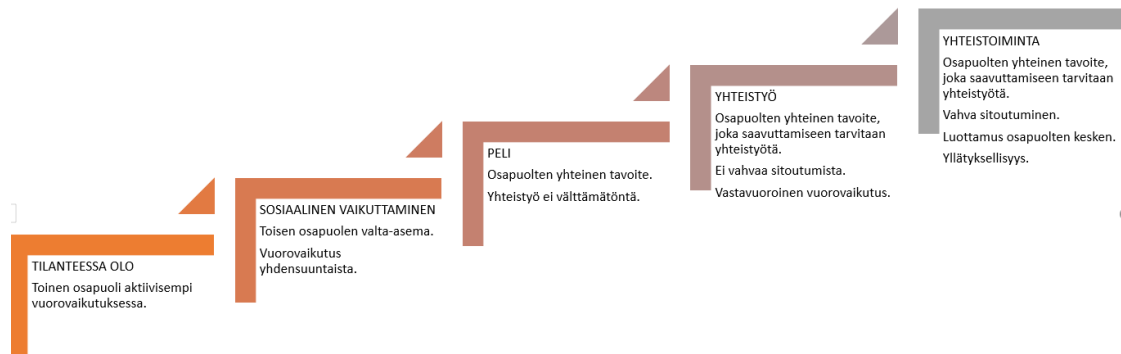 TILANTEESSA OLO
Toinen osapuoli aktiivisempi
vuorovaikutuksessa.
SOSIAALINEN VAIKUTTAMINEN
Toisen osapuolen valta-asema.
Vuorovaikutus
yhdensuuntaista.
PELI
Osapuolten yhteinen tavoite.
Yhteistyö ei välttämätöntä.
YHTEISTYÖ
Osapuolten yhteinen tavoite,
joka saavuttamiseen tarvitaan
yhteistyötä.
Ei vahvaa sitoutumista.
Vastavuoroinen vuorovaikutus.
YHTEISTOIMINTA
Osapuolten yhteinen tavoite,
joka saavuttamiseen tarvitaan
yhteistyötä.
Vahva sitoutuminen.
Luottamus osapuolten kesken.
Yllätyksellisyys.